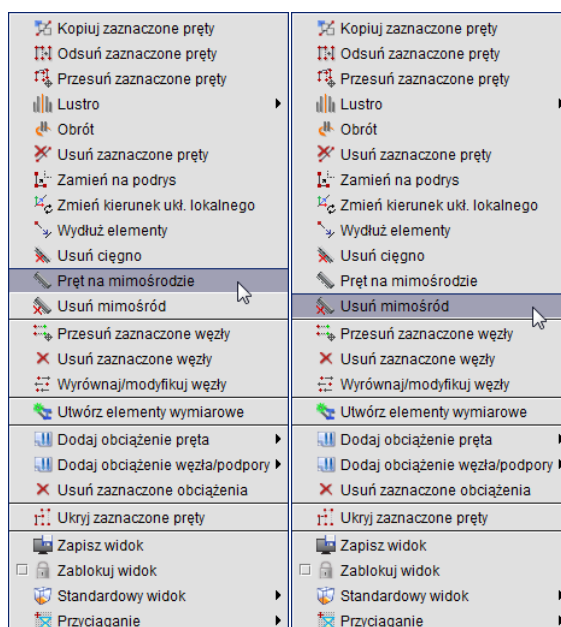 Kopiuj zaznaczone pręty
Odsuń zaznaczone pręty
Przesuń zaznaczone pręty
Lustro
Obrót
Usuń zaznaczone pręty
Zamień na podrys
Zmień kierunek ukł. lokalnego
Wydłuż elementy
Usuń cięgno
Pręt na mimośrodzie
Usuń mimośród
Przesuń zaznaczone węzły
Usuń zaznaczone węzły
Wyrównaj/modyfikuj węzły
Utwórz elementy wymiarowe
Dodaj obciążenie pręta
Dodaj obciążenie węzła/podpory
Usuń zaznaczone obciążenia
Ukryj zaznaczone pręty
Zapisz widok
Zablokuj widok
Standardowy widok
Przyciąganie
Kopiuj zaznaczone pręty
Odsuń zaznaczone pręty
Przesuń zaznaczone pręty
Lustro
Obrót
Usuń zaznaczone pręty
Zamień na podrys
Zmień kierunek ukł. lokalnego
Wydłuż elementy
Usuń cięgno
Pręt na mimośrodzie
Usuń mimośród
Przesuń zaznaczone węzły
Usuń zaznaczone węzły
Wyrównaj/modyfikuj węzły
Utwórz elementy wymiarowe
Dodaj obciążenie pręta
Dodaj obciążenie węzła/podpory
Usuń zaznaczone obciążenia
Ukryj zaznaczone pręty
Zapisz widok
Zablokuj widok
Standardowy widok
Przyciąganie